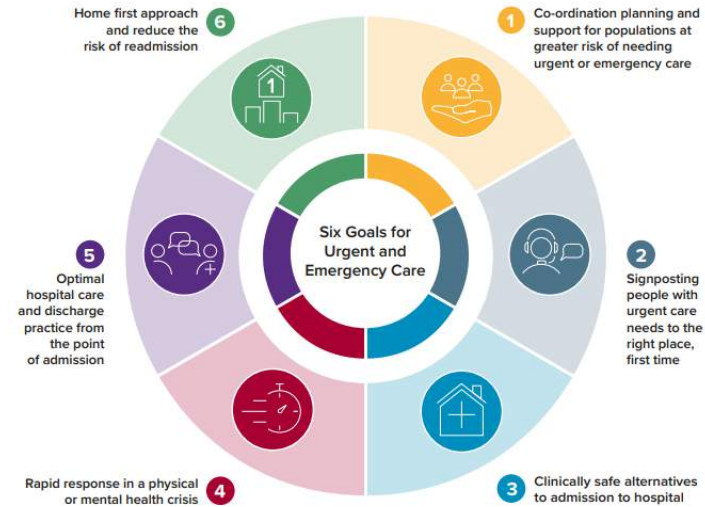 1
Co-ordination planning and
support for populations at
greater risk of needing
urgent or emergency care
2
Signposting
people with
urgent care
needs to the
right place,
first time
3
Clinically safe alternatives
to admission to hospital
4
Rapid response in a physical
or mental health crisis
5
Optimal
hospital care
and discharge
practice from
the point
of admission
6
Home first approach
and reduce the
risk of readmission
1
Six Goals for
Urgent and
Emergency Care